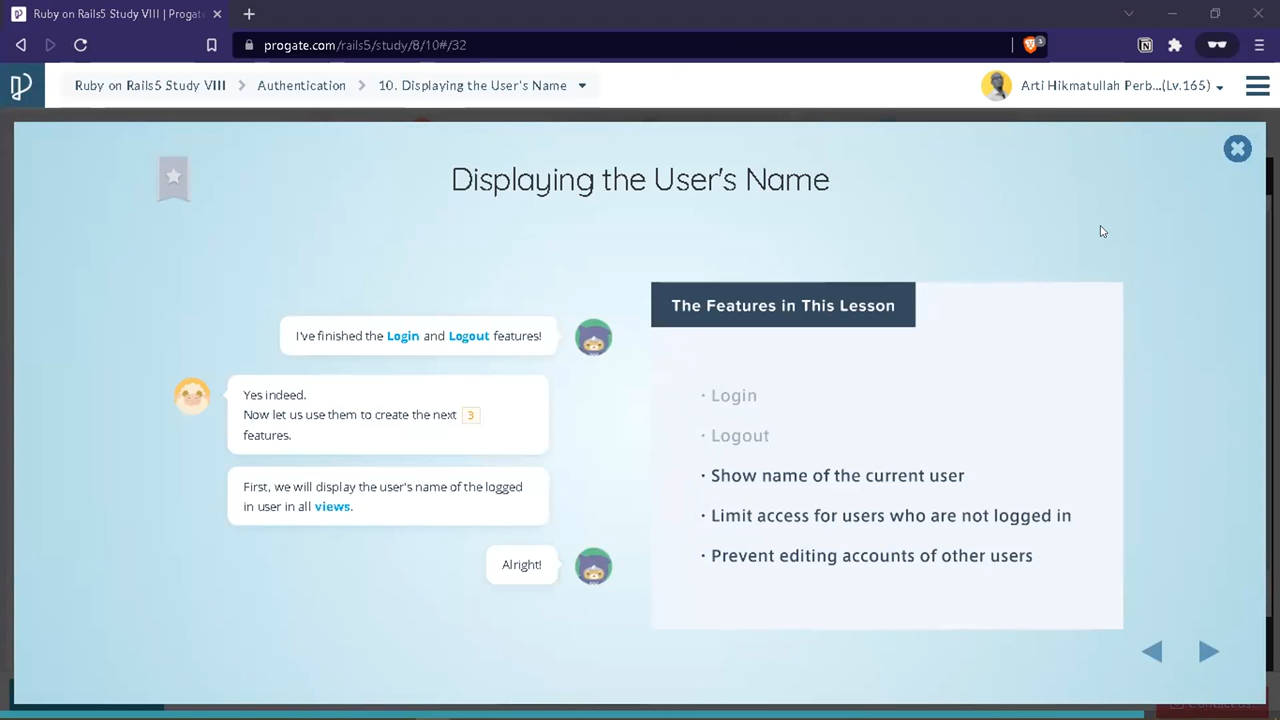 Ruby on Rails5 Study VIII | Progate
progate.com/rails5/study/8/10#/32
3
Ruby on Rails5 Study VIII
Authentication
10. Displaying the User's Name
Arti Hikmatullah Perb...(Lv.165)
Displaying the User's Name
The Features in This Lesson
I've finished the Login and Logout features!
Yes indeed.
Now let us use them to create the next 3
features.
First, we will display the user's name of the logged
in user in all views.
Alright!
· Login
· Logout
· Show name of the current user
· Limit access for users who are not logged in
· Prevent editing accounts of other users
Contact us